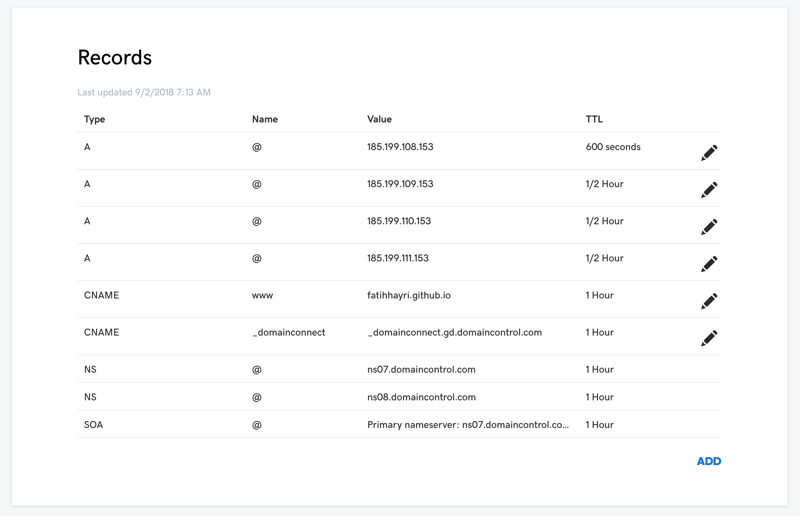 Records
Last updated 9/2/2018 7:13 AM
Type Name Value TTL
A @ 185.199.108.153 600 seconds
A @ 185.199.109.153 1/2 Hour
A @ 185.199.110.153 1/2 Hour
A @ 185.199.111.153 1/2 Hour
CNAME www fatihhayri.github.io 1 Hour
CNAME _domainconnect _domainconnect.gd.domaincontrol.com 1 Hour
NS @ ns07.domaincontrol.com 1 Hour
NS @ ns08.domaincontrol.com 1 Hour
SOA @ Primary nameserver: ns07.domaincontrol.co... 1 Hour
ADD